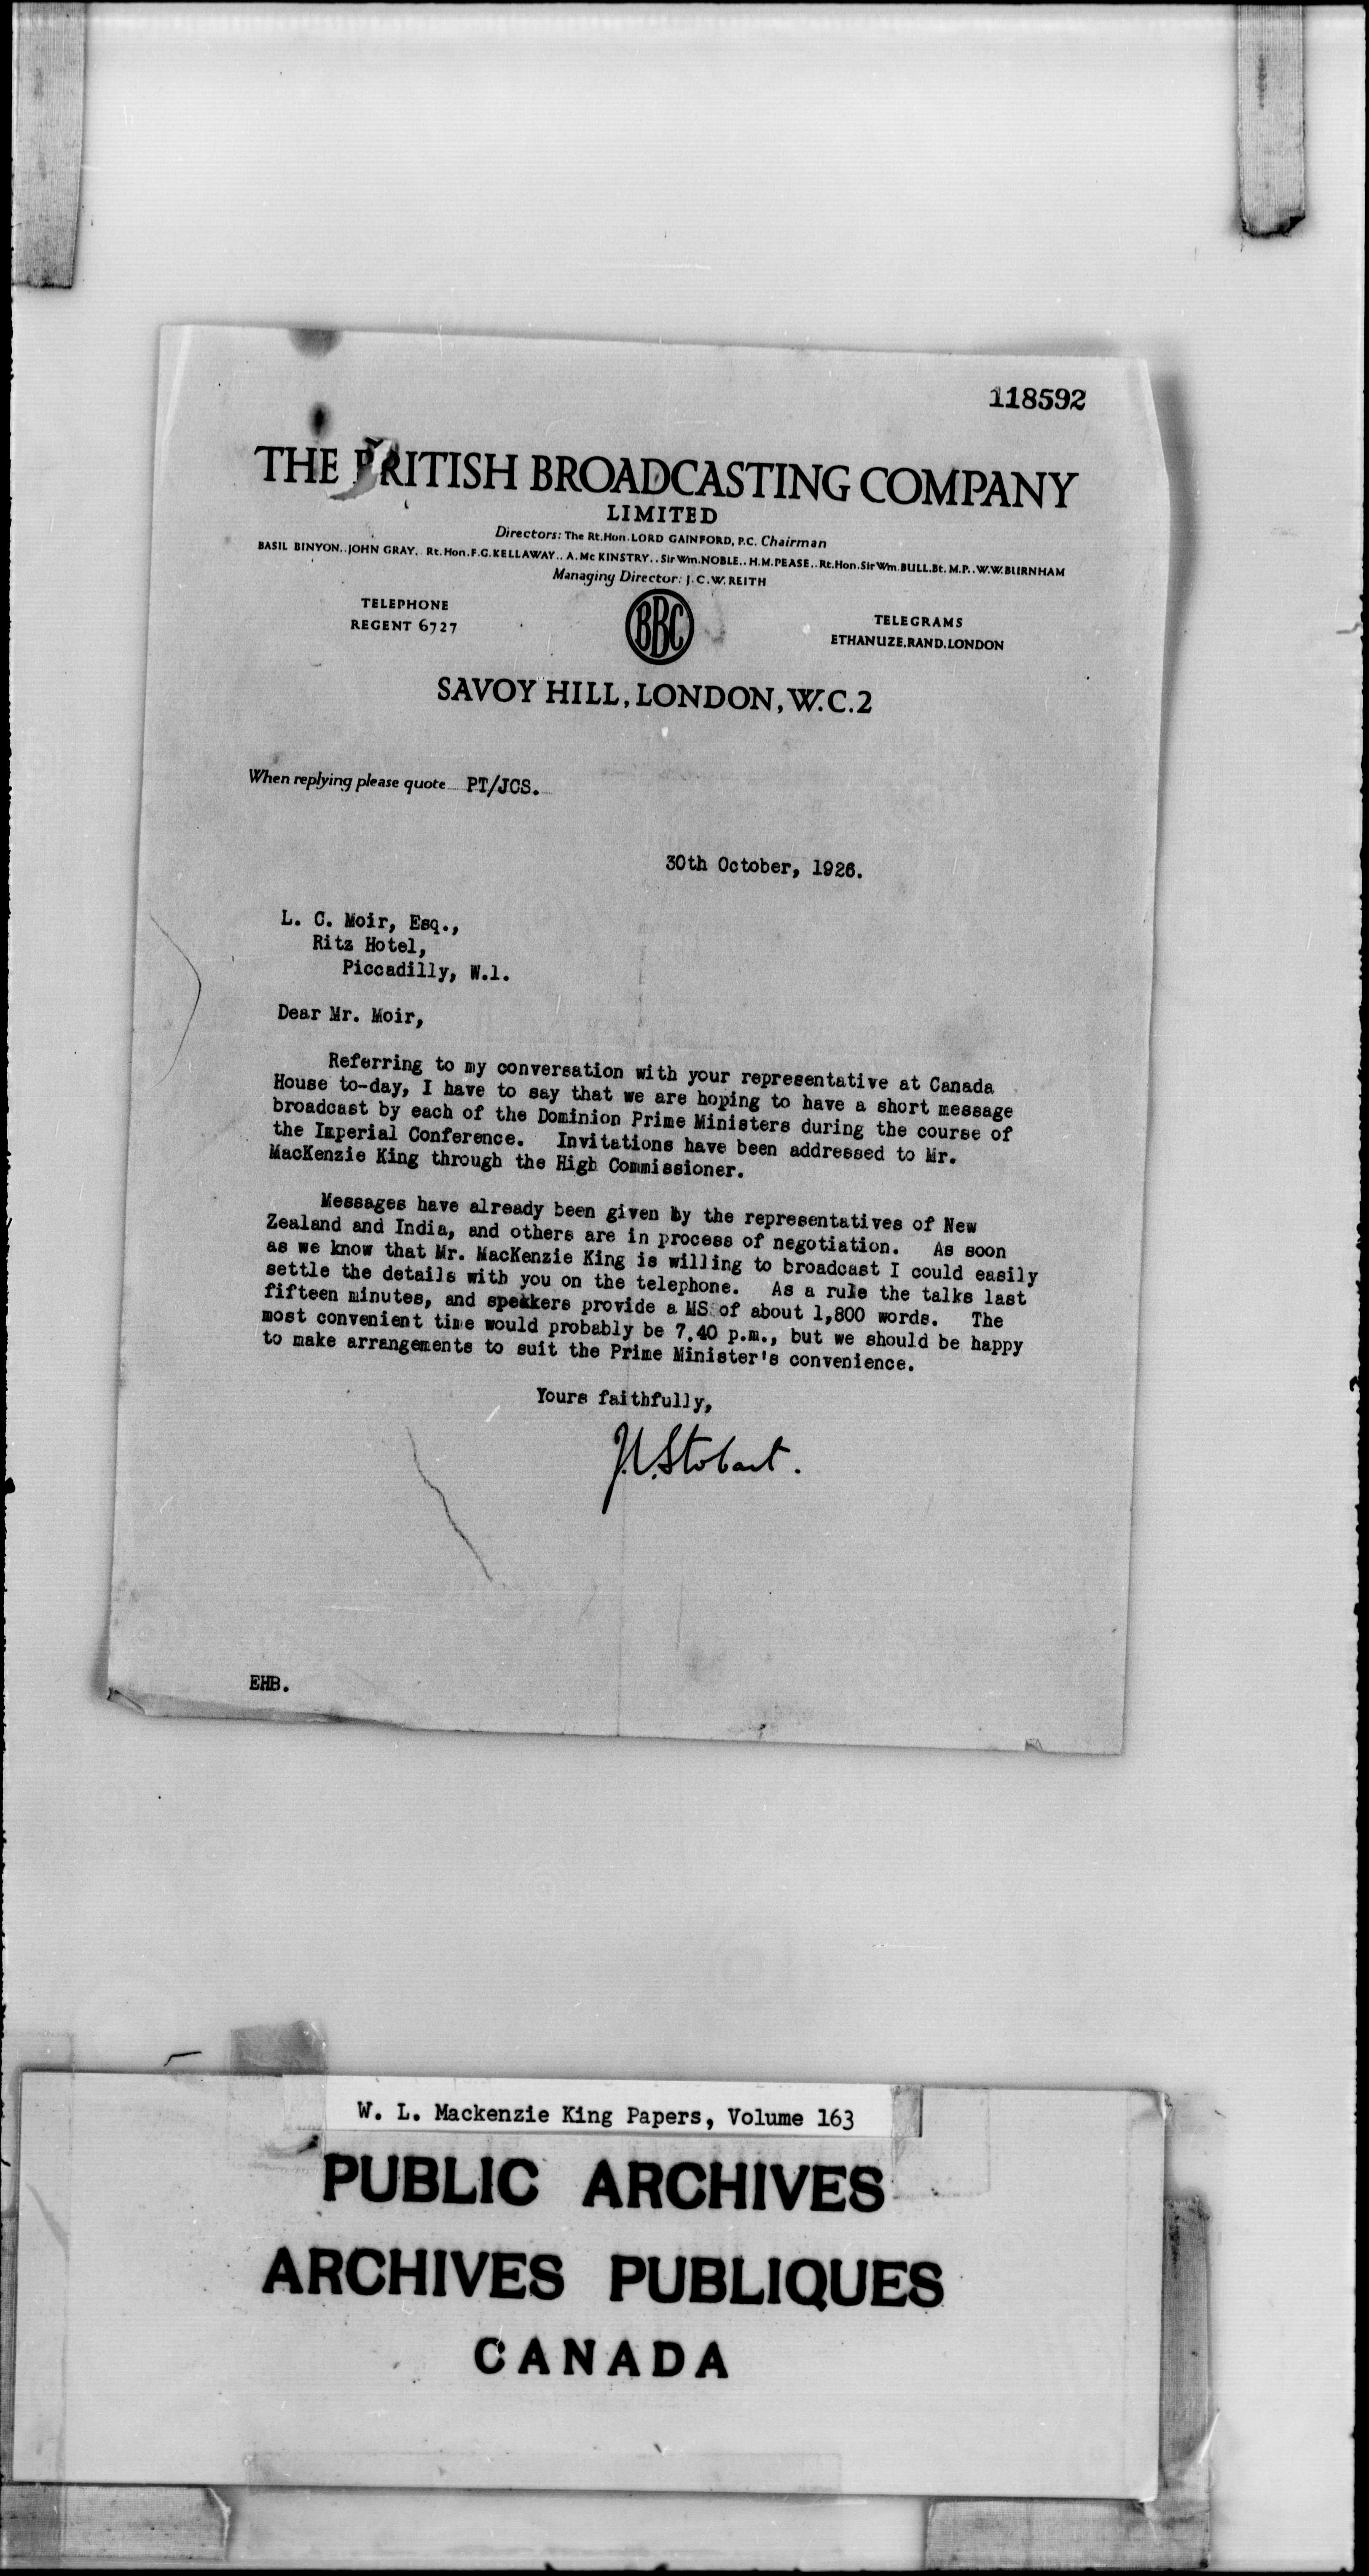 118592
THE BRITISH BROADCASTING COMPANY
LIMITED
Directors: The Rt.Hon. LORD GAINFORD, P.C. Chairman
BASIL BINYON.. JOHN GRAY. Rt.Hon.F.G.KELLAWAY.. A. Mc KINSTRY.. Sir Wm.NOBLE.. H.M.PEASE.. Rt.Hon.Sir Wm.BULL.Bt. M.P.. W.W.BURNHAM
Managing Director: J.C.W.REITH
TELEPHONE
REGENT 6727
BBC
TELEGRAMS
ETHANUZE,RAND,LONDON
SAVOY HILL, LONDON, W.C.2
When replying please quote PT/JCS.
30th October, 1926.
L. C. Moir, Esq.,
Ritz Hotel,
Piccadilly, W.1.
Dear Mr. Moir,
Referring to my conversation with your representative at Canada
House to-day, I have to say that we are hoping to have a short message
broadcast by each of the Dominion Prime Ministers during the course of
the Imperial Conference. Invitations have been addressed to Mr.
MacKenzie King through the High Commissioner.
Messages have already been given by the representatives of New
Zealand and India, and others are in process of negotiation. As soon
as we know that Mr. MacKenzie King is willing to broadcast I could easily
settle the details with you on the telephone. As a rule the talks last
fifteen minutes, and spekkers provide a MS of about 1,800 words. The
most convenient time would probably be 7.40 p.m., but we should be happy
to make arrangements to suit the Prime Minister's convenience.
Yours faithfully,
J.C.Stobart.
EHB.
W. L. Mackenzie King Papers, Volume 163
PUBLIC ARCHIVES
ARCHIVES PUBLIQUES
CANADA